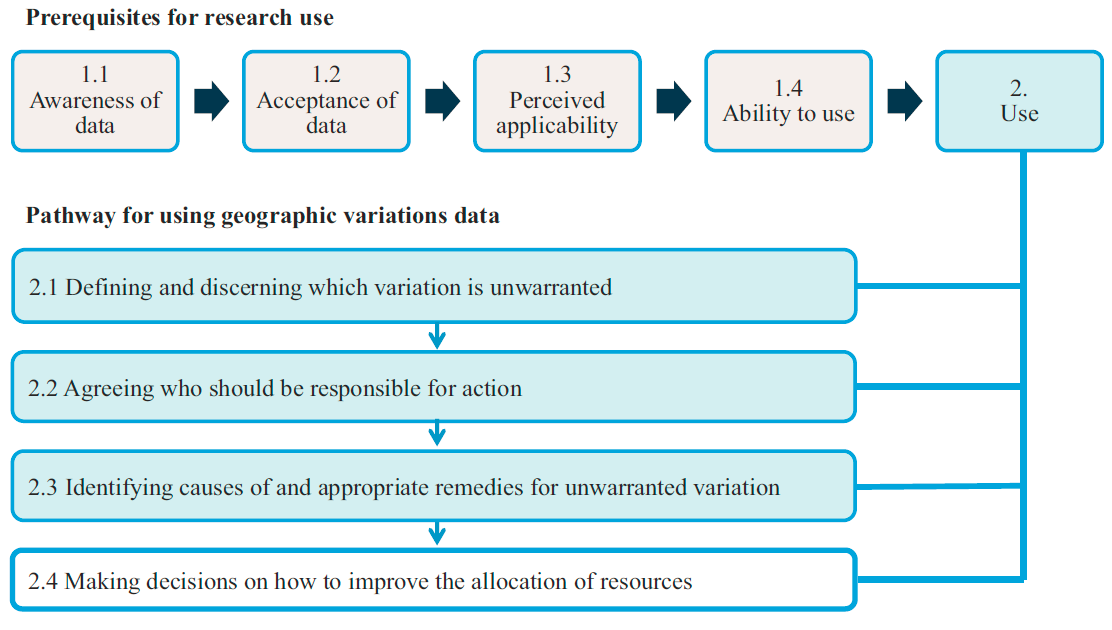 Prerequisites for research use
1.1
Awareness of
data
1.2
Acceptance of
data
1.3
Perceived
applicability
1.4
Ability to use
2.
Use
Pathway for using geographic variations data
2.1 Defining and discerning which variation is unwarranted
2.2 Agreeing who should be responsible for action
2.3 Identifying causes of and appropriate remedies for unwarranted variation
2.4 Making decisions on how to improve the allocation of resources